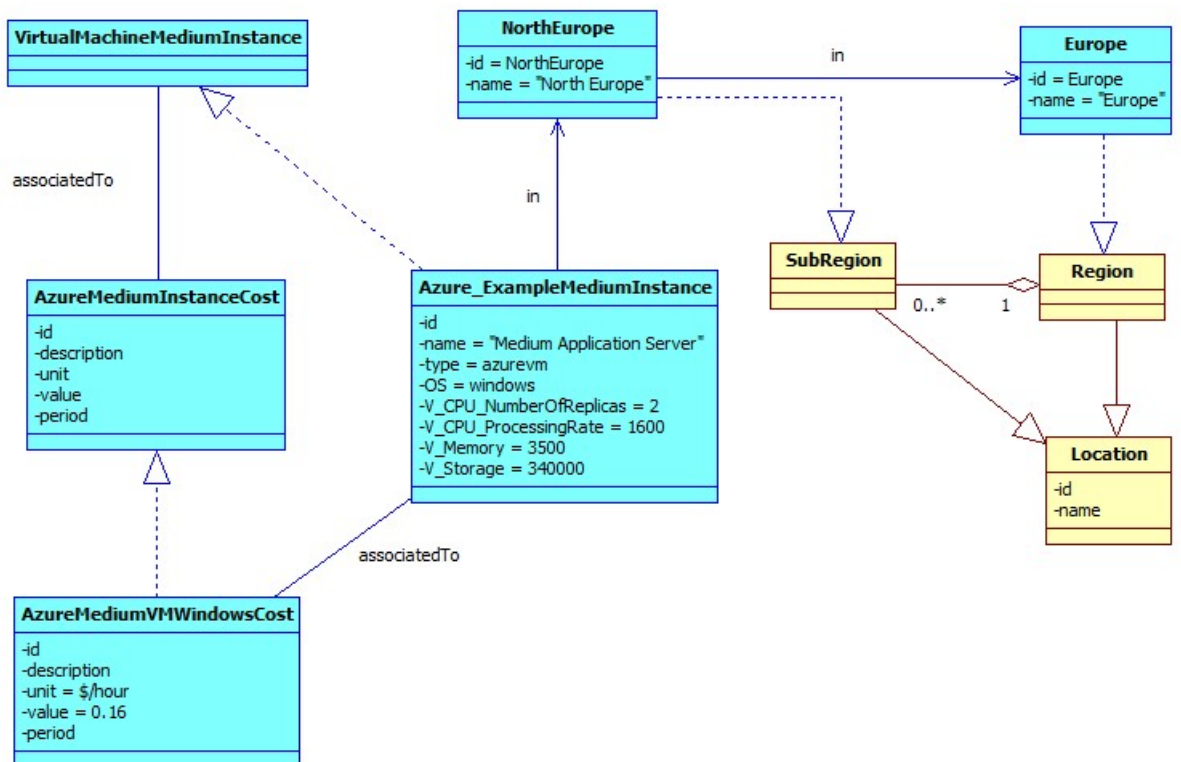 VirtualMachineMediumInstance
NorthEurope
-id = NorthEurope
-name = "North Europe"
in
Europe
-id = Europe
-name = "Europe"
associatedTo
in
AzureMediumInstanceCost
-id
-description
-unit
-value
-period
Azure_ExampleMediumInstance
-id
-name = "Medium Application Server"
-type = azurevm
-OS = windows
-V_CPU_NumberOfReplicas = 2
-V_CPU_ProcessingRate = 1600
-V_Memory = 3500
-V_Storage = 340000
SubRegion
0..*
1
Region
Location
-id
-name
associatedTo
AzureMediumVMWindowsCost
-id
-description
-unit = $/hour
-value = 0.16
-period